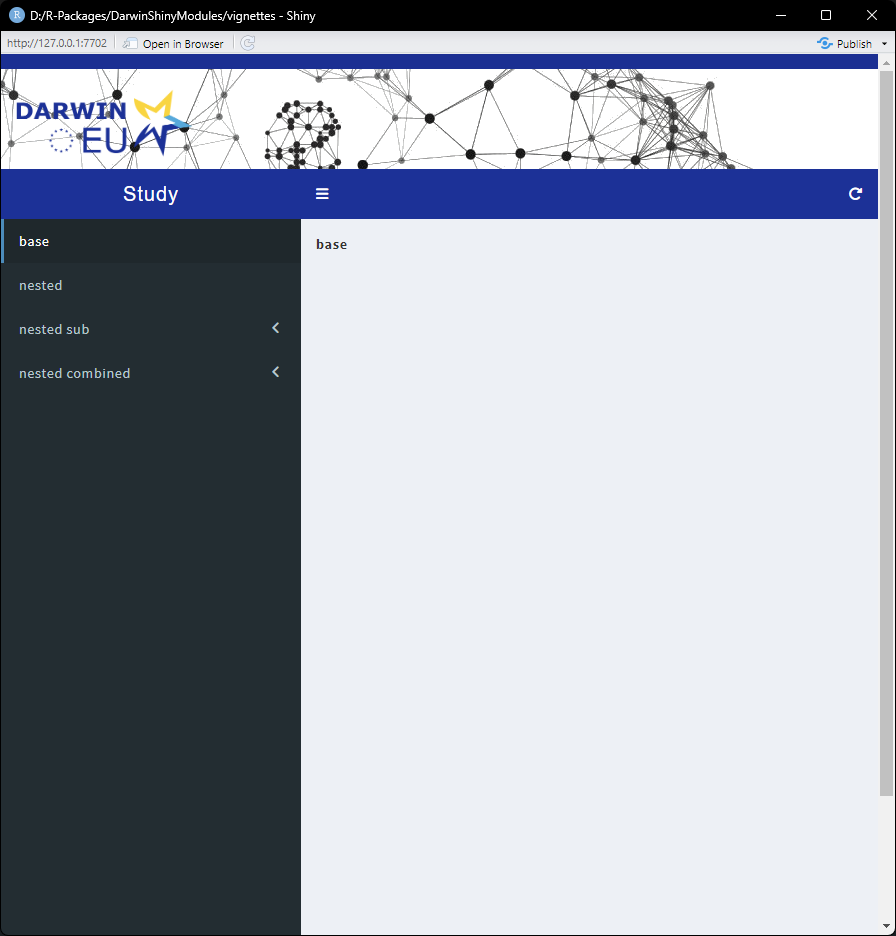 D:/R-Packages/DarwinShinyModules/vignettes - Shiny
http://127.0.0.1:7702 Open in Browser Publish
DARWIN
EU
Study
base
base
nested
nested sub
nested combined